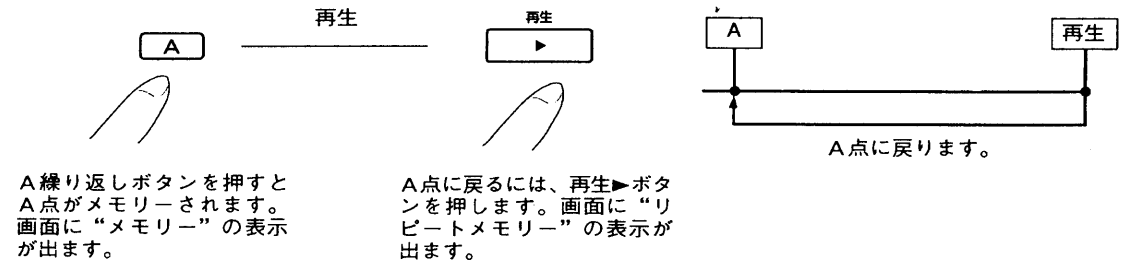 再生
A
再生
▶
A繰り返しボタンを押すと
A点がメモリーされます。
画面に“メモリー”の表示
が出ます。
A点に戻るには、再生▶ボタ
ンを押します。画面に“リ
ピートメモリー”の表示が
出ます。
A
再生
A点に戻ります。